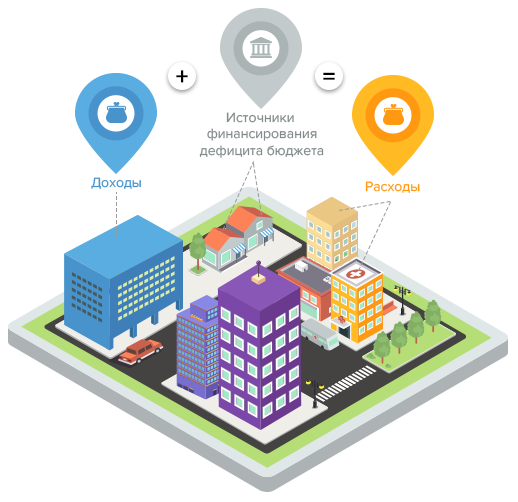 +
=
Источники
финансирования
дефицита бюджета
Доходы
Расходы